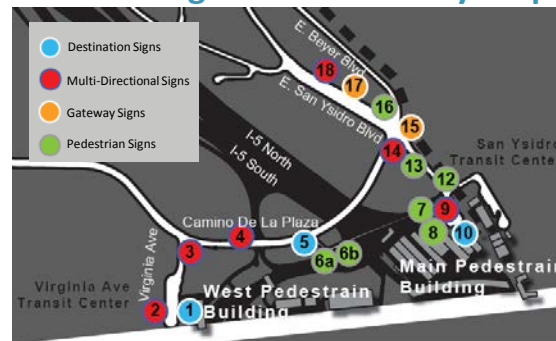 Destination Signs
Multi-Directional Signs
Gateway Signs
Pedestrian Signs
E. Beyer Blvd
E. San Ysidro Blvd
I-5 North
I-5 South
San Ysidro
Transit Center
Camino De La Plaza
Virginia Ave
Virginia Ave
Transit Center
West Pedestrain
Building
Main Pedestrain
Building
18
17
16
15
14
13
12
7
9
8
10
3
4
5
6a
6b
2
1